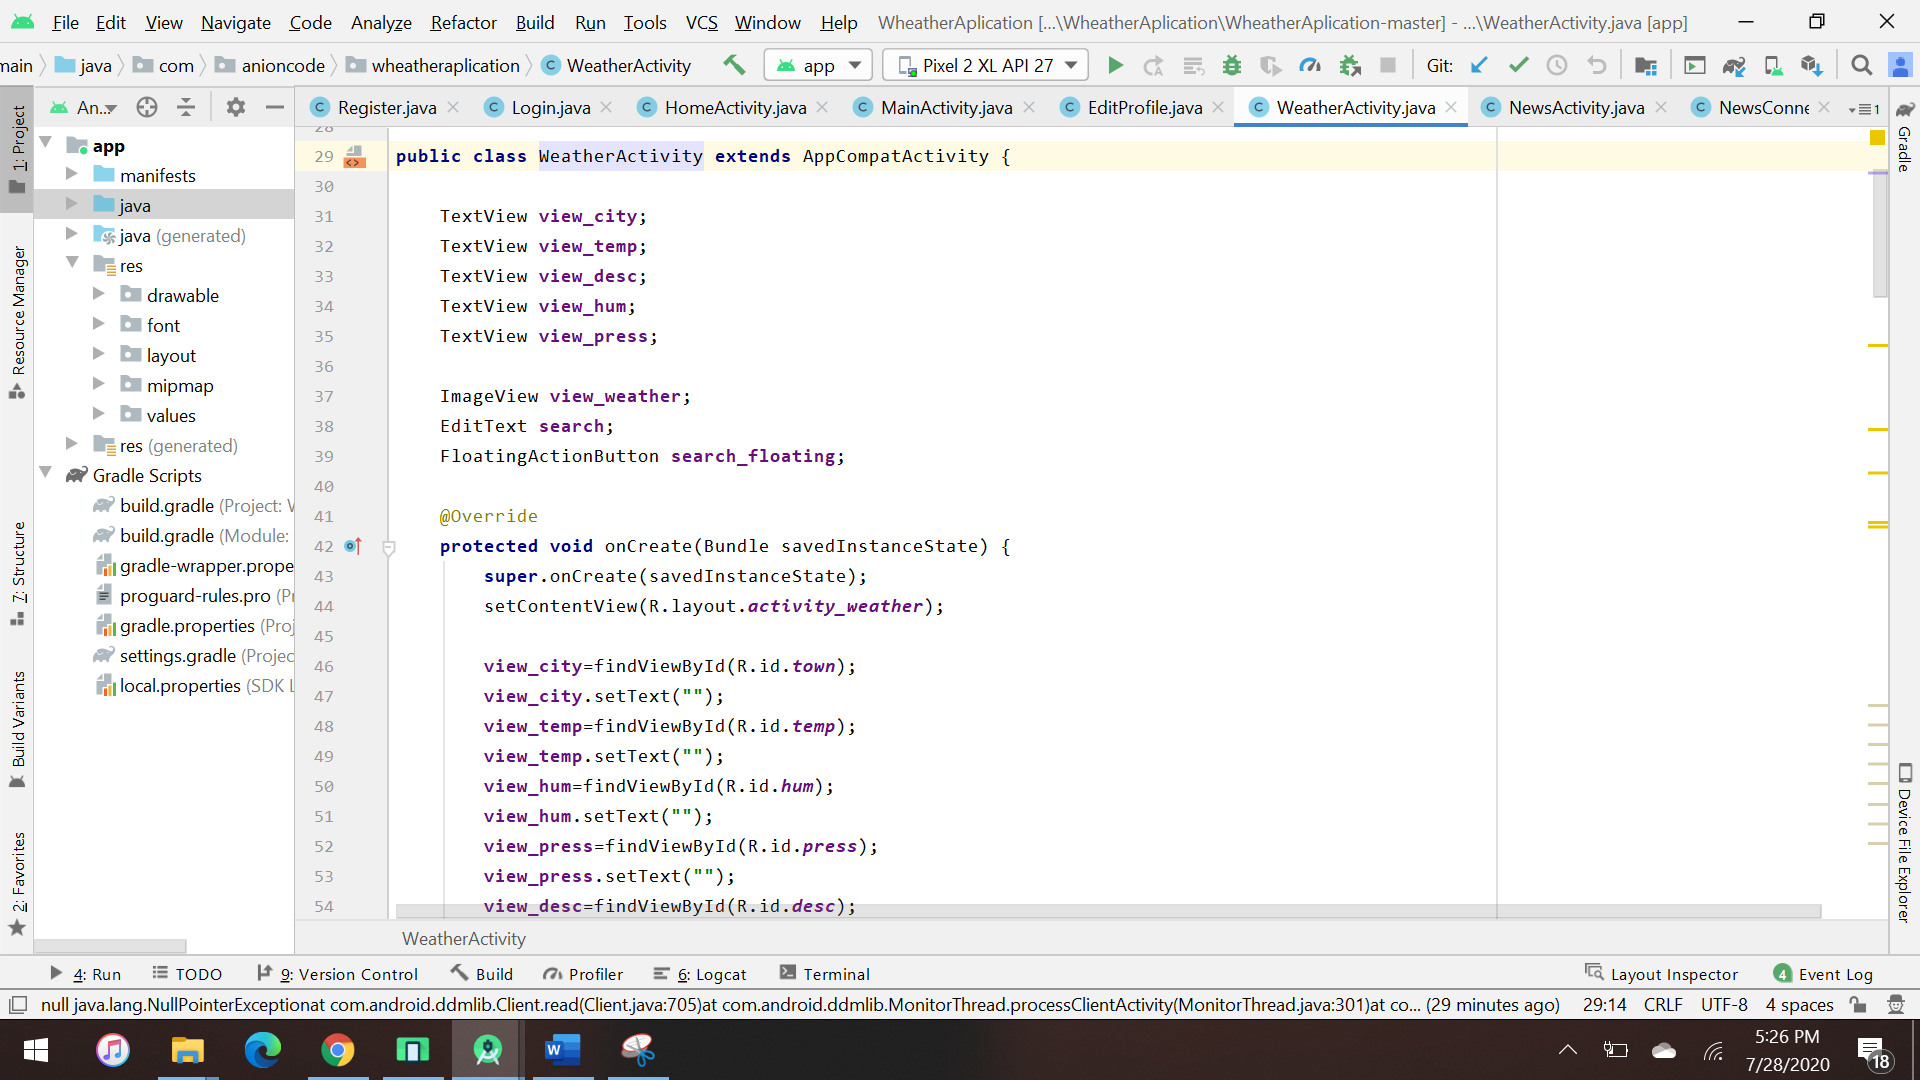 File Edit View Navigate Code Analyze Refactor Build Run Tools VCS Window Help WheatherAplication [...\WheatherAplication\WheatherAplication-master] - ...\WeatherActivity.java [app]
main java com anioncode wheatheraplication WeatherActivity app Pixel 2 XL API 27 Git:
An... Register.java Login.java HomeActivity.java MainActivity.java EditProfile.java WeatherActivity.java NewsActivity.java NewsConne 1
1: Project
Resource Manager
7: Structure
Build Variants
2: Favorites
app
manifests
java
java (generated)
res
drawable
font
layout
mipmap
values
res (generated)
Gradle Scripts
build.gradle (Project: W
build.gradle (Module:
gradle-wrapper.prope
proguard-rules.pro (Pr
gradle.properties (Proj
settings.gradle (Projec
local.properties (SDK L
28
29 public class WeatherActivity extends AppCompatActivity {
30
31 TextView view_city;
32 TextView view_temp;
33 TextView view_desc;
34 TextView view_hum;
35 TextView view_press;
36
37 ImageView view_weather;
38 EditText search;
39 FloatingActionButton search_floating;
40
41 @Override
42 protected void onCreate(Bundle savedInstanceState) {
43 super.onCreate(savedInstanceState);
44 setContentView(R.layout.activity_weather);
45
46 view_city=findViewById(R.id.town);
47 view_city.setText("");
48 view_temp=findViewById(R.id.temp);
49 view_temp.setText("");
50 view_hum=findViewById(R.id.hum);
51 view_hum.setText("");
52 view_press=findViewById(R.id.press);
53 view_press.setText("");
54 view_desc=findViewById(R.id.desc);
WeatherActivity
Gradle
Device File Explorer
4: Run TODO 9: Version Control Build Profiler 6: Logcat Terminal Layout Inspector 4 Event Log
null java.lang.NullPointerExceptionat com.android.ddmlib.Client.read(Client.java:705)at com.android.ddmlib.MonitorThread.processClientActivity(MonitorThread.java:301)at co... (29 minutes ago) 29:14 CRLF UTF-8 4 spaces
W
5:26 PM
7/28/2020
18